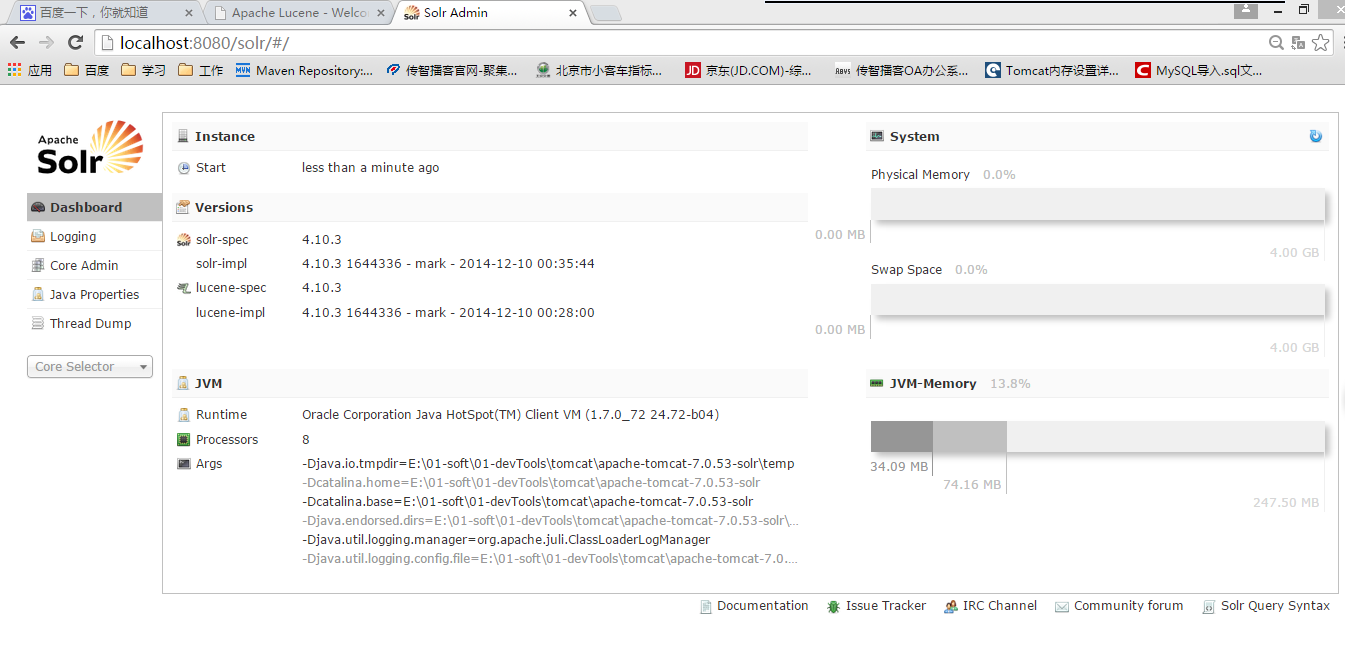 百度一下，你就知道 Apache Lucene - Welco Solr Admin
localhost:8080/solr/#/
应用 百度 学习 工作 MVN Maven Repository:... 传智播客官网-聚集... 北京市小客车指标... JD 京东(JD.COM)-综... 传智播客OA办公系... Tomcat内存设置详... C MySQL导入.sql文...
Apache
Solr
Dashboard
Logging
Core Admin
Java Properties
Thread Dump
Core Selector
Instance
Start less than a minute ago
Versions
solr-spec 4.10.3
solr-impl 4.10.3 1644336 - mark - 2014-12-10 00:35:44
lucene-spec 4.10.3
lucene-impl 4.10.3 1644336 - mark - 2014-12-10 00:28:00
JVM
Runtime Oracle Corporation Java HotSpot(TM) Client VM (1.7.0_72 24.72-b04)
Processors 8
Args -Djava.io.tmpdir=E:\01-soft\01-devTools\tomcat\apache-tomcat-7.0.53-solr\temp
-Dcatalina.home=E:\01-soft\01-devTools\tomcat\apache-tomcat-7.0.53-solr
-Dcatalina.base=E:\01-soft\01-devTools\tomcat\apache-tomcat-7.0.53-solr
-Djava.endorsed.dirs=E:\01-soft\01-devTools\tomcat\apache-tomcat-7.0.53-solr\...
-Djava.util.logging.manager=org.apache.juli.ClassLoaderLogManager
-Djava.util.logging.config.file=E:\01-soft\01-devTools\tomcat\apache-tomcat-7.0....
System
Physical Memory 0.0%
0.00 MB
4.00 GB
Swap Space 0.0%
0.00 MB
4.00 GB
JVM-Memory 13.8%
34.09 MB
74.16 MB
247.50 MB
Documentation Issue Tracker IRC Channel Community forum Solr Query Syntax